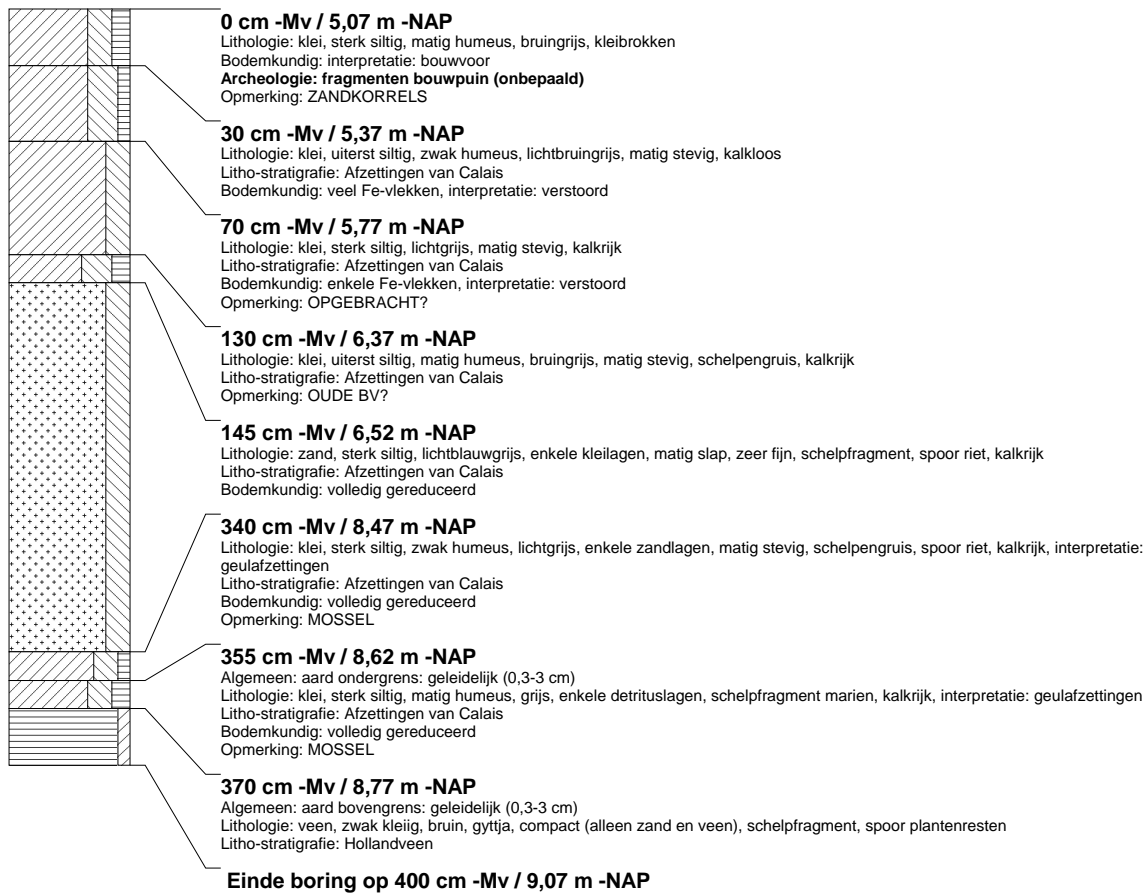 0 cm -Mv / 5,07 m -NAP
Lithologie: klei, sterk siltig, matig humeus, bruingrijs, kleibrokken
Bodemkundig: interpretatie: bouwvoor
Archeologie: fragmenten bouwpuin (onbepaald)
Opmerking: ZANDKORRELS
30 cm -Mv / 5,37 m -NAP
Lithologie: klei, uiterst siltig, zwak humeus, lichtbruingrijs, matig stevig, kalkloos
Litho-stratigrafie: Afzettingen van Calais
Bodemkundig: veel Fe-vlekken, interpretatie: verstoord
70 cm -Mv / 5,77 m -NAP
Lithologie: klei, sterk siltig, lichtgrijs, matig stevig, kalkrijk
Litho-stratigrafie: Afzettingen van Calais
Bodemkundig: enkele Fe-vlekken, interpretatie: verstoord
Opmerking: OPGEBRACHT?
130 cm -Mv / 6,37 m -NAP
Lithologie: klei, uiterst siltig, matig humeus, bruingrijs, matig stevig, schelpengruis, kalkrijk
Litho-stratigrafie: Afzettingen van Calais
Opmerking: OUDE BV?
145 cm -Mv / 6,52 m -NAP
Lithologie: zand, sterk siltig, lichtblauwgrijs, enkele kleilagen, matig slap, zeer fijn, schelpfragment, spoor riet, kalkrijk
Litho-stratigrafie: Afzettingen van Calais
Bodemkundig: volledig gereduceerd
340 cm -Mv / 8,47 m -NAP
Lithologie: klei, sterk siltig, zwak humeus, lichtgrijs, enkele zandlagen, matig stevig, schelpengruis, spoor riet, kalkrijk, interpretatie:
geulafzettingen
Litho-stratigrafie: Afzettingen van Calais
Bodemkundig: volledig gereduceerd
Opmerking: MOSSEL
355 cm -Mv / 8,62 m -NAP
Algemeen: aard ondergrens: geleidelijk (0,3-3 cm)
Lithologie: klei, sterk siltig, matig humeus, grijs, enkele detrituslagen, schelpfragment marien, kalkrijk, interpretatie: geulafzettingen
Litho-stratigrafie: Afzettingen van Calais
Bodemkundig: volledig gereduceerd
Opmerking: MOSSEL
370 cm -Mv / 8,77 m -NAP
Algemeen: aard bovengrens: geleidelijk (0,3-3 cm)
Lithologie: veen, zwak kleiig, bruin, gyttja, compact (alleen zand en veen), schelpfragment, spoor plantenresten
Litho-stratigrafie: Hollandveen
Einde boring op 400 cm -Mv / 9,07 m -NAP